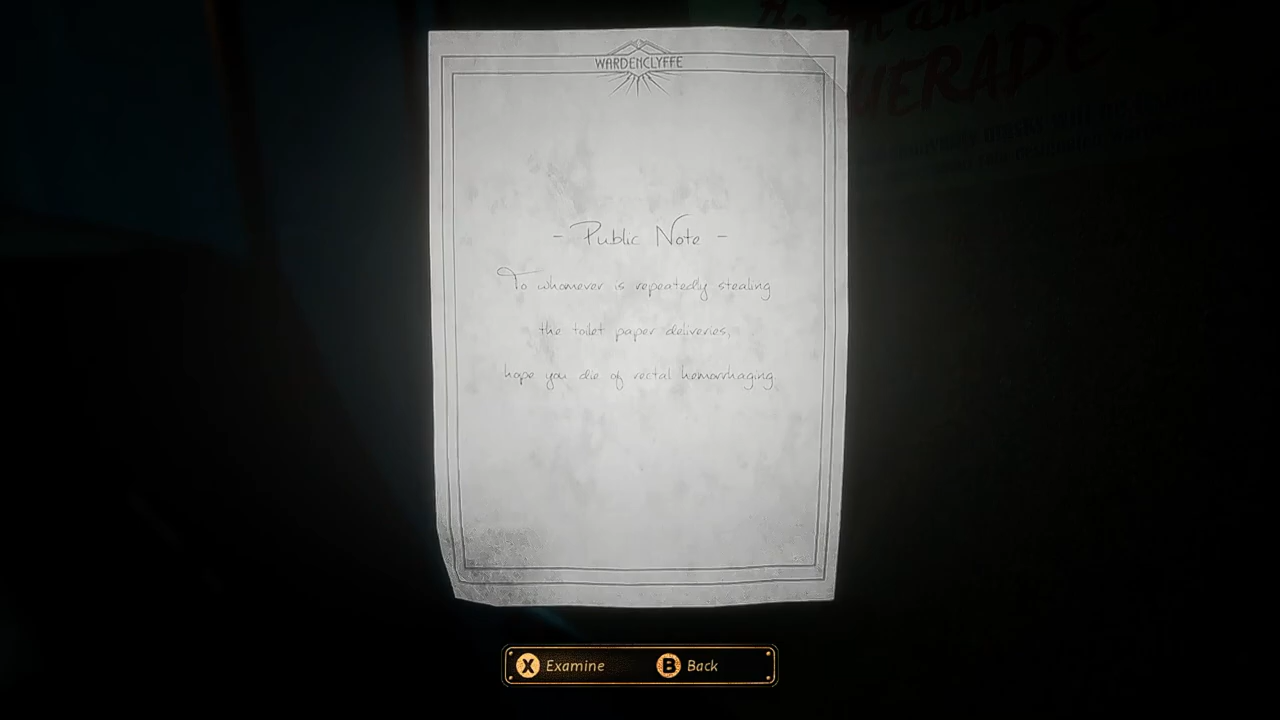 WARDENCLYFFE
- Public Note -
To whomever is repeatedly stealing
the toilet paper deliveries,
hope you die of rectal hemorrhaging
X Examine B Back